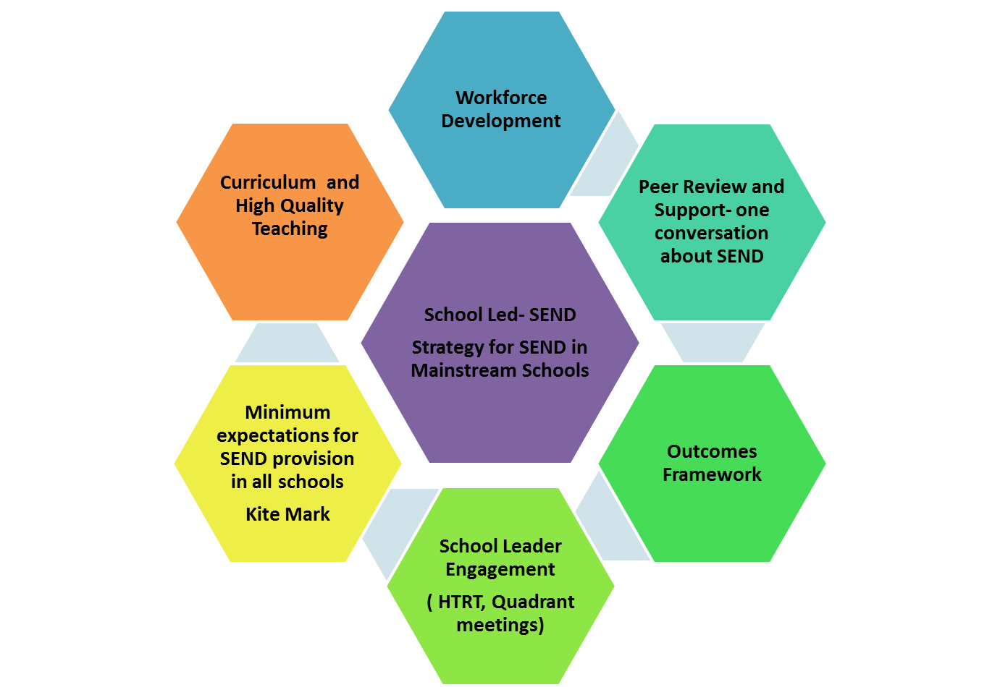 Workforce
Development
Curriculum  and
High Quality
Teaching
Peer Review and
Support- one
conversation
about SEND
School Led- SEND
Strategy for SEND in
Mainstream Schools
Minimum
expectations for
SEND provision
in all schools
Kite Mark
Outcomes
Framework
School Leader
Engagement
( HTRT, Quadrant
meetings)